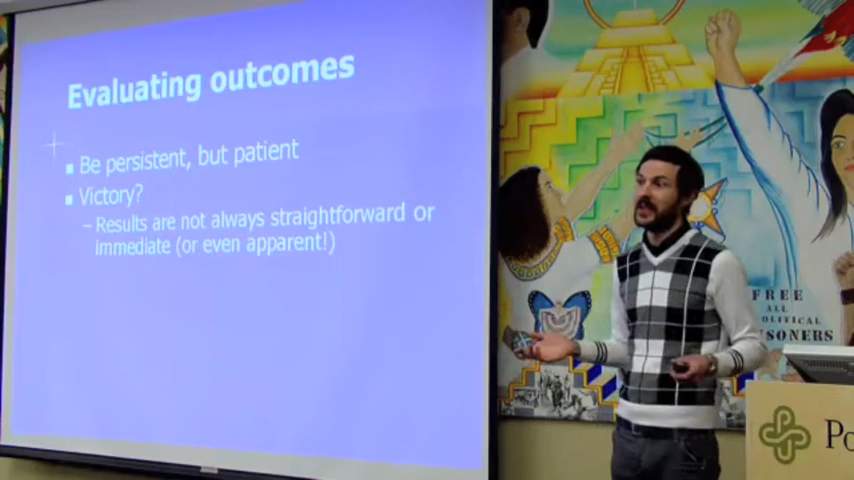 Evaluating outcomes
Be persistent, but patient
Victory?
– Results are not always straightforward or
immediate (or even apparent!)
FREE
ALL
POLITICAL
PRISONERS